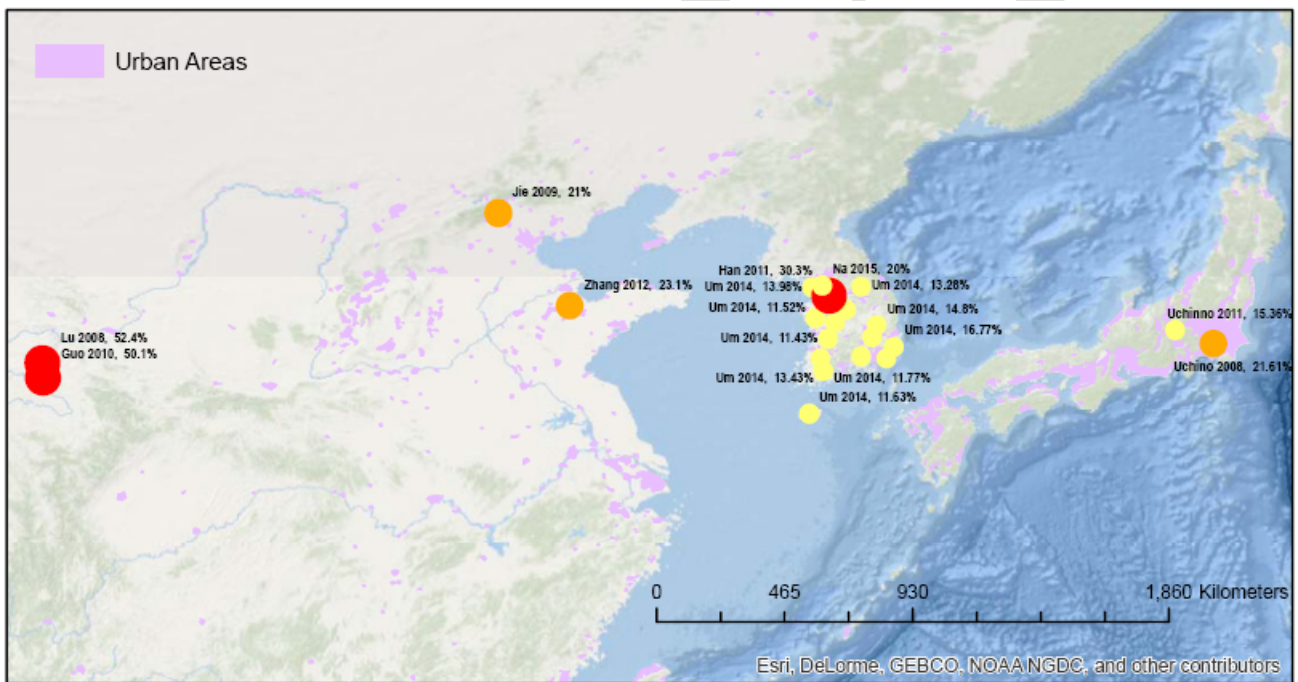 Urban Areas
Jie 2009, 21%
Zhang 2012, 23.1%
Han 2011, 30.3%
Na 2015, 20%
Um 2014, 13.98%
Um 2014, 13.28%
Um 2014, 11.52%
Um 2014, 14.8%
Uchinno 2011, 15.36%
Um 2014, 16.77%
Lu 2008, 52.4%
Um 2014, 11.43%
Guo 2010, 50.1%
Uchino 2008, 21.61%
Um 2014, 13.43%
Um 2014, 11.77%
Um 2014, 11.63%
0 465 930 1,860 Kilometers
Esri, DeLorme, GEBCO, NOAA NGDC, and other contributors